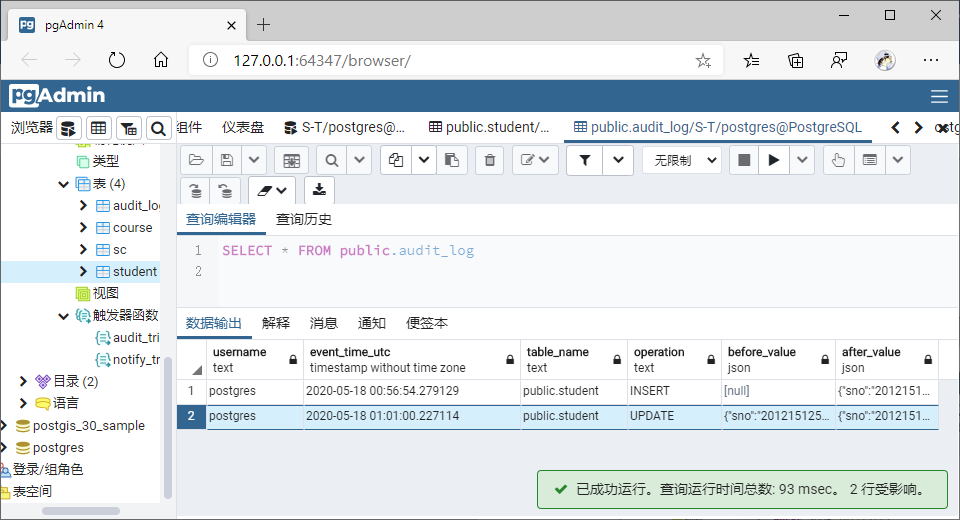 pgAdmin 4
127.0.0.1:64347/browser/
pgAdmin
浏览器
组件
仪表盘
S-T/postgres@...
public.student/...
public.audit_log/S-T/postgres@PostgreSQL
类型
表 (4)
audit_lo
course
sc
student
视图
触发器函数
audit_tri
notify_tr
目录 (2)
语言
postgis_30_sample
postgres
登录/组角色
表空间
无限制
查询编辑器 查询历史
1 SELECT * FROM public.audit_log
2
数据输出 解释 消息 通知 便签本
username event_time_utc table_name operation before_value after_value
text timestamp without time zone text text json json
1 postgres 2020-05-18 00:56:54.279129 public.student INSERT [null] {"sno":"2012151...
2 postgres 2020-05-18 01:01:00.227114 public.student UPDATE {"sno":"201215125... {"sno":"2012151...
已成功运行。查询运行时间总数: 93 msec。 2 行受影响。